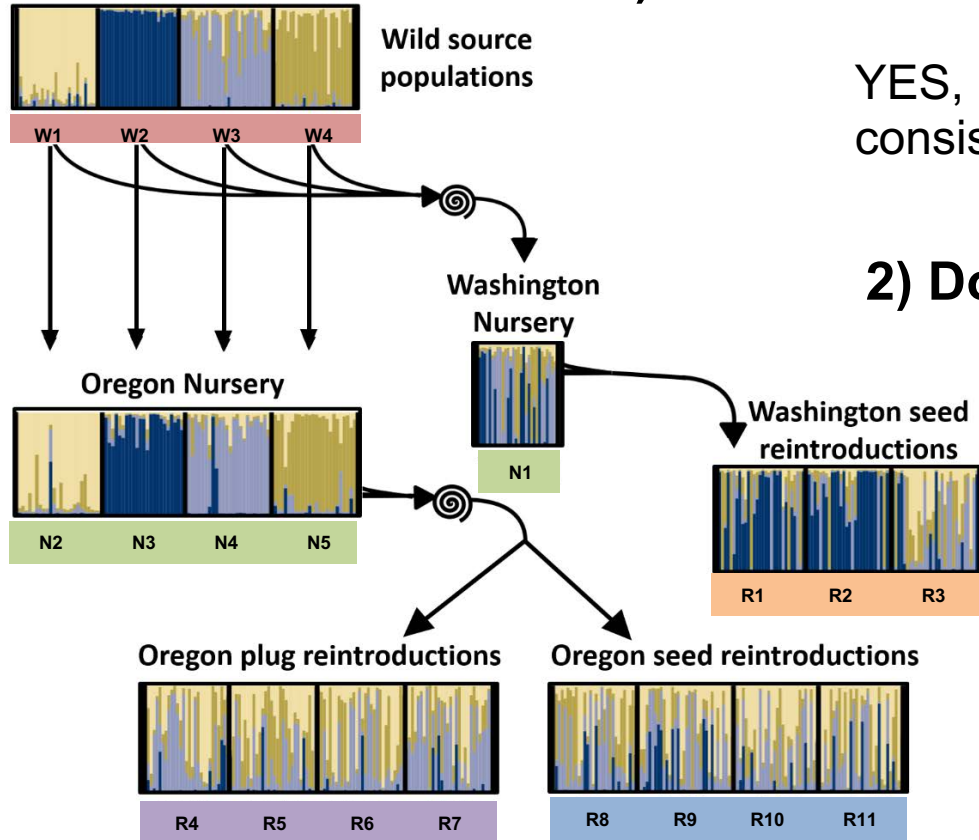 Wild source
populations
YES,
W1 W2 W3 W4
2) Do
Washington
Nursery
Oregon Nursery
Washington seed
reintroductions
N1
N2 N3 N4 N5
R1 R2 R3
Oregon plug reintroductions
Oregon seed reintroductions
R4 R5 R6 R7
R8 R9 R10 R11